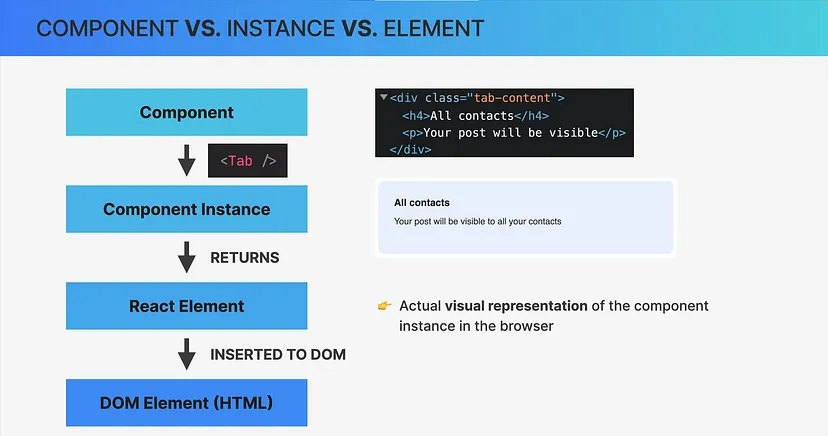 COMPONENT VS. INSTANCE VS. ELEMENT
Component
<Tab />
Component Instance
RETURNS
React Element
INSERTED TO DOM
DOM Element (HTML)
<div class="tab-content">
<h4>All contacts</h4>
<p>Your post will be visible</p>
</div>
All contacts
Your post will be visible to all your contacts
👉 Actual visual representation of the component
instance in the browser